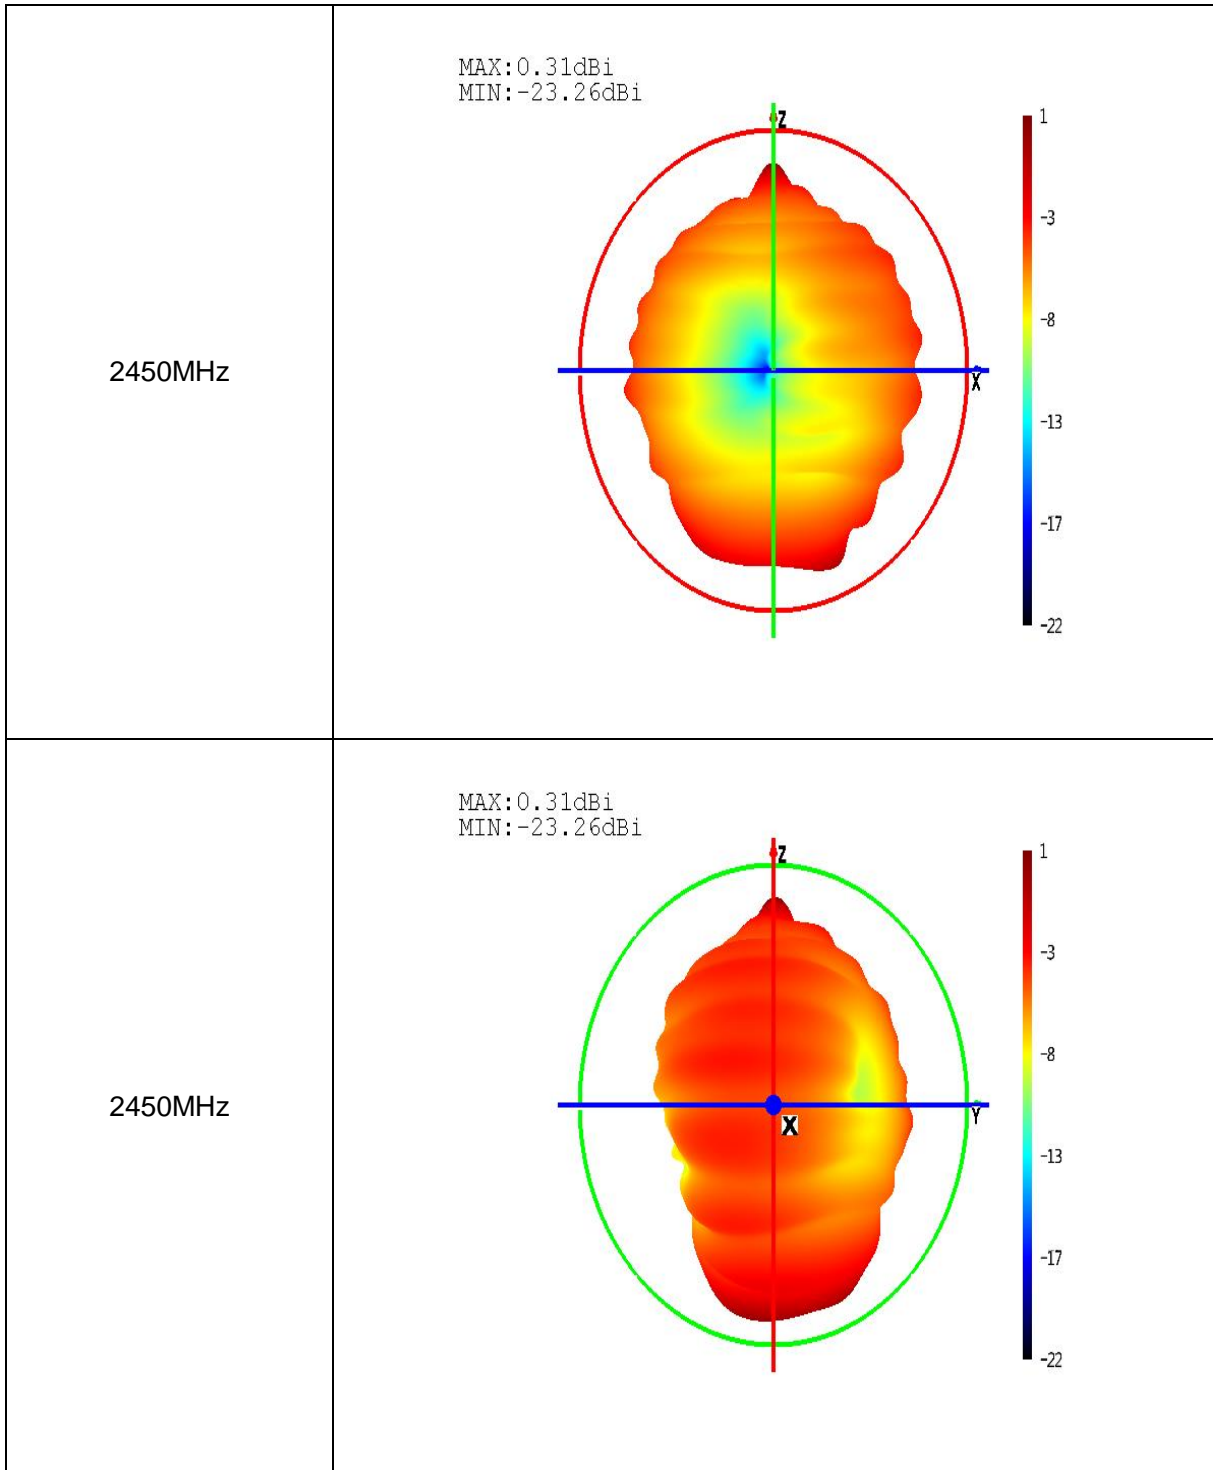 2450MHz
MAX:0.31dBi
MIN:-23.26dBi
Z
X
1
-3
-8
-13
-17
-22
2450MHz
MAX:0.31dBi
MIN:-23.26dBi
Z
X
Y
1
-3
-8
-13
-17
-22